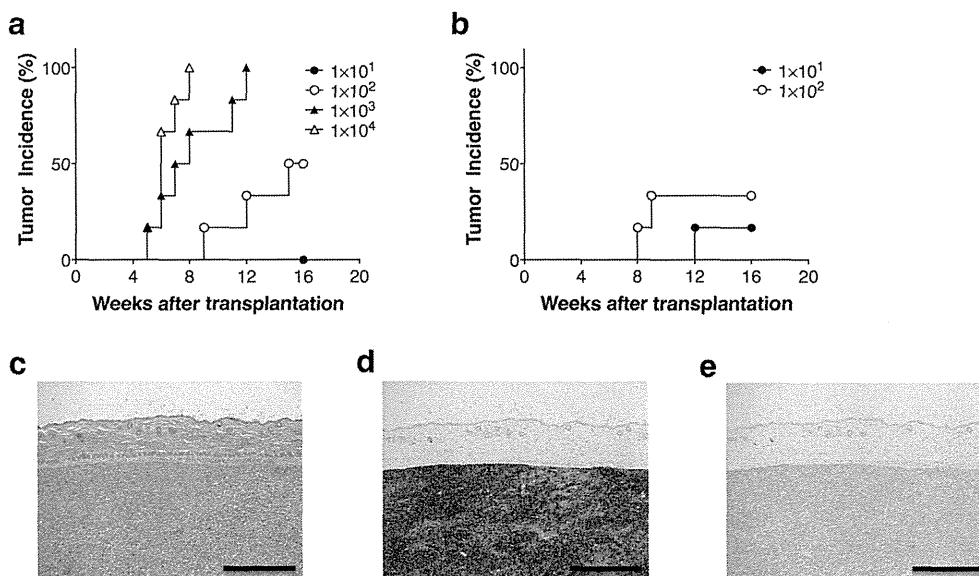 a
Tumor Incidence (%)
100
50
0
0 4 8 12 16 20
Weeks after transplantation
1×10¹
1×10²
1×10³
1×10⁴
b
Tumor Incidence (%)
100
50
0
0 4 8 12 16 20
Weeks after transplantation
1×10¹
1×10²
c
d
e